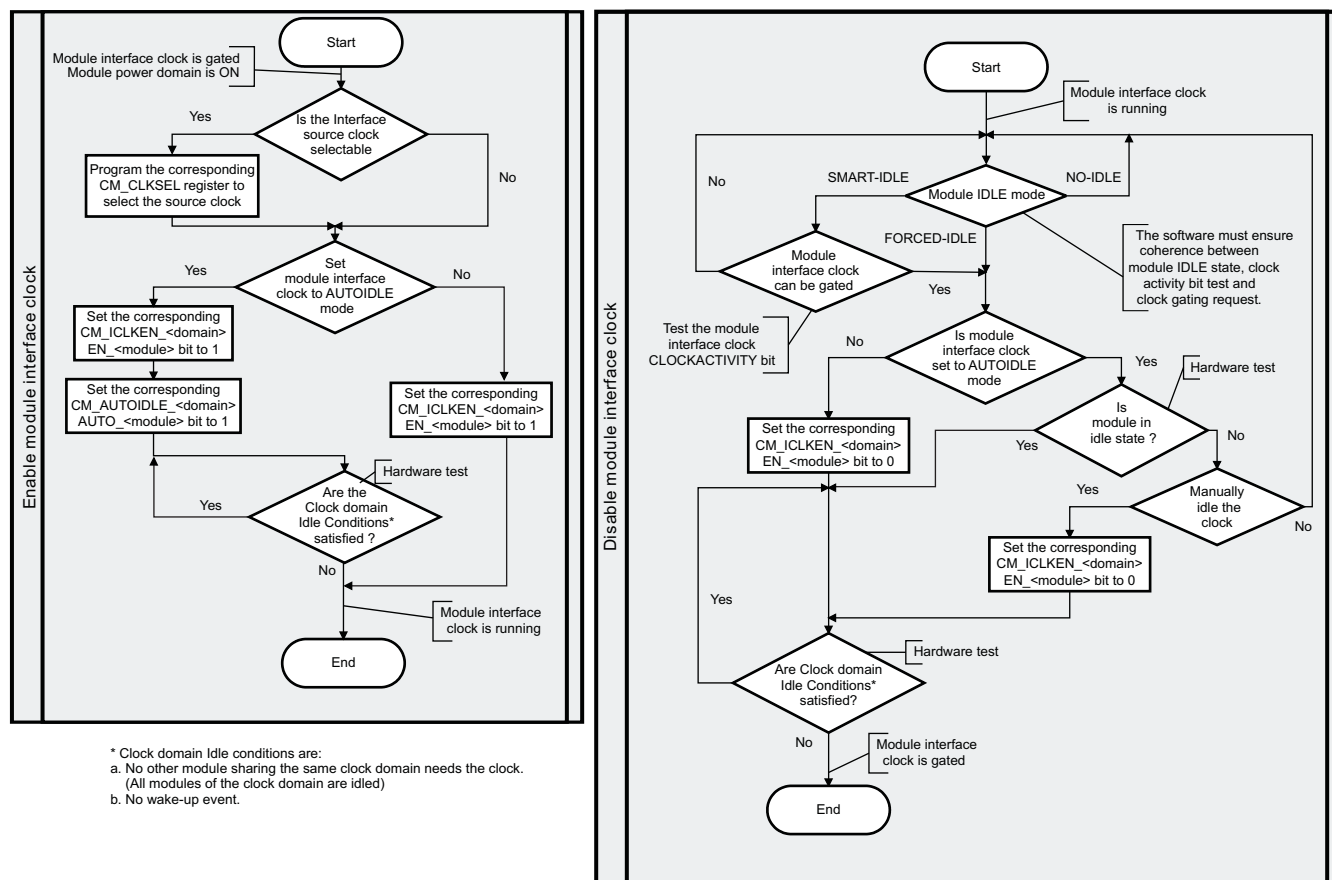 Enable module interface clock
Start
Module interface clock is gated
Module power domain is ON
Is the Interface
source clock
selectable
Yes
No
Program the corresponding
CM_CLKSEL register to
select the source clock
Set
module interface
clock to AUTOIDLE
mode
Yes
No
Set the corresponding
CM_ICLKEN_<domain>
EN_<module> bit to 1
Set the corresponding
CM_AUTOIDLE_<domain>
AUTO_<module> bit to 1
Set the corresponding
CM_ICLKEN_<domain>
EN_<module> bit to 1
Hardware test
Are the
Clock domain
Idle Conditions*
satisfied ?
Yes
No
Module interface
clock is running
End
* Clock domain Idle conditions are:
a. No other module sharing the same clock domain needs the clock.
(All modules of the clock domain are idled)
b. No wake-up event.
Disable module interface clock
Start
Module interface clock
is running
Module IDLE mode
SMART-IDLE
NO-IDLE
FORCED-IDLE
No
Module
interface clock
can be gated
Yes
The software must ensure
coherence between
module IDLE state, clock
activity bit test and
clock gating request.
Test the module
interface clock
CLOCKACTIVITY bit
Is module
interface clock
set to AUTOIDLE
mode
No
Yes
Hardware test
Set the corresponding
CM_ICLKEN_<domain>
EN_<module> bit to 0
Is
module in
idle state ?
Yes
No
Manually
idle the
clock
Yes
No
Set the corresponding
CM_ICLKEN_<domain>
EN_<module> bit to 0
Yes
Hardware test
Are Clock domain
Idle Conditions*
satisfied?
No
Module interface
clock is gated
End